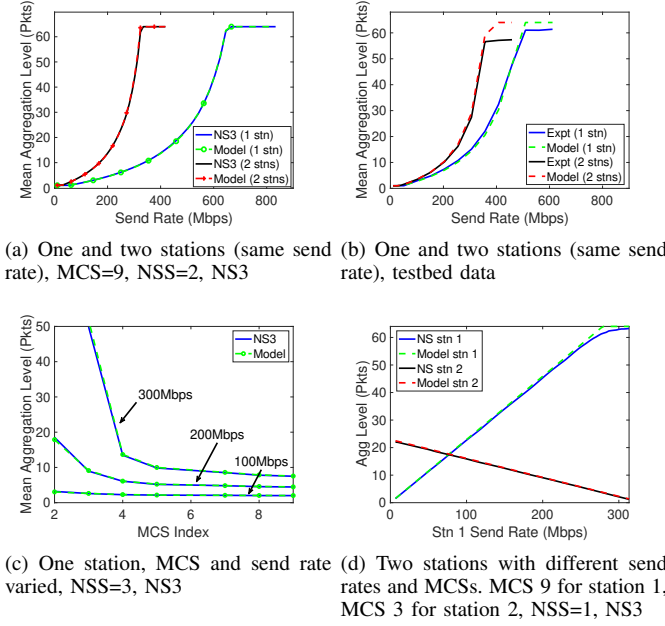 Mean Aggregation Level (Pkts)
60
50
40
30
20
10
0
NS3 (1 stn)
Model (1 stn)
NS3 (2 stns)
Model (2 stns)
0 200 400 600 800
Send Rate (Mbps)
(a) One and two stations (same send
rate), MCS=9, NSS=2, NS3
Mean Aggregation Level (Pkts)
70
60
50
40
30
20
10
0
Expt (1 stn)
Model (1 stn)
Expt (2 stns)
Model (2 stns)
0 200 400 600 800
Send Rate (Mbps)
(b) One and two stations (same send
rate), testbed data
Mean Aggregation Level (Pkts)
50
40
30
20
10
0
NS3
Model
300Mbps
200Mbps
100Mbps
2 4 6 8
MCS Index
(c) One station, MCS and send rate
varied, NSS=3, NS3
Agg Level (Pkts)
60
40
20
0
NS stn 1
Model stn 1
NS stn 2
Model stn 2
0 100 200 300
Stn 1 Send Rate (Mbps)
(d) Two stations with different send
rates and MCSs. MCS 9 for station 1,
MCS 3 for station 2, NSS=1, NS3